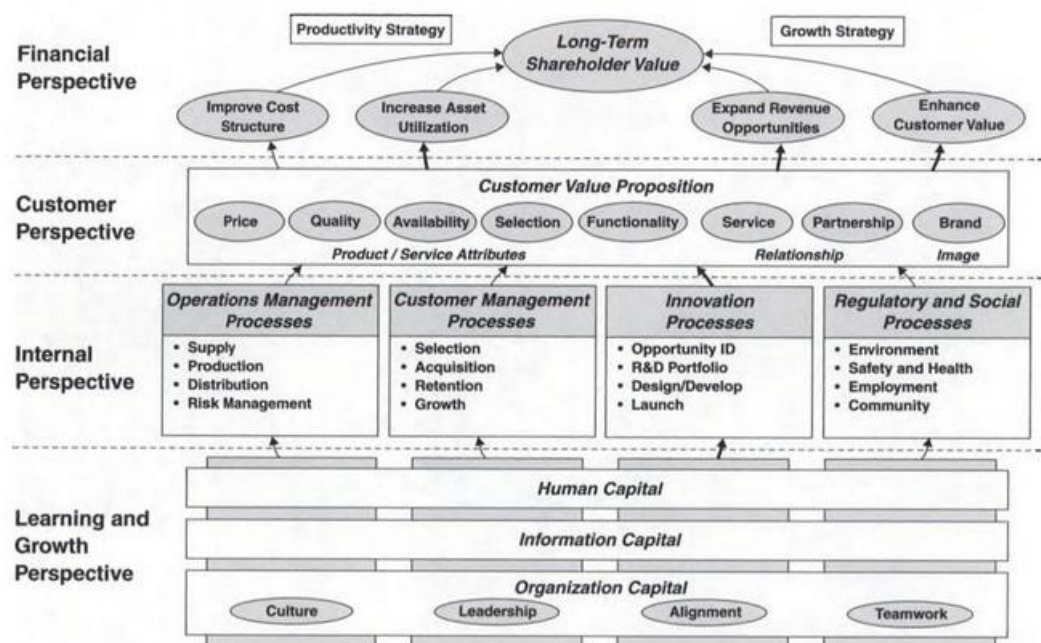 Financial
Perspective
Productivity Strategy
Long-Term
Shareholder Value
Growth Strategy
Improve Cost
Structure
Increase Asset
Utilization
Expand Revenue
Opportunities
Enhance
Customer Value
Customer
Perspective
Customer Value Proposition
Price
Quality
Availability
Selection
Functionality
Service
Partnership
Brand
Product / Service Attributes
Relationship
Image
Internal
Perspective
Operations Management
Processes
• Supply
• Production
• Distribution
• Risk Management
Customer Management
Processes
• Selection
• Acquisition
• Retention
• Growth
Innovation
Processes
• Opportunity ID
• R&D Portfolio
• Design/Develop
• Launch
Regulatory and Social
Processes
• Environment
• Safety and Health
• Employment
• Community
Learning and
Growth
Perspective
Human Capital
Information Capital
Organization Capital
Culture
Leadership
Alignment
Teamwork